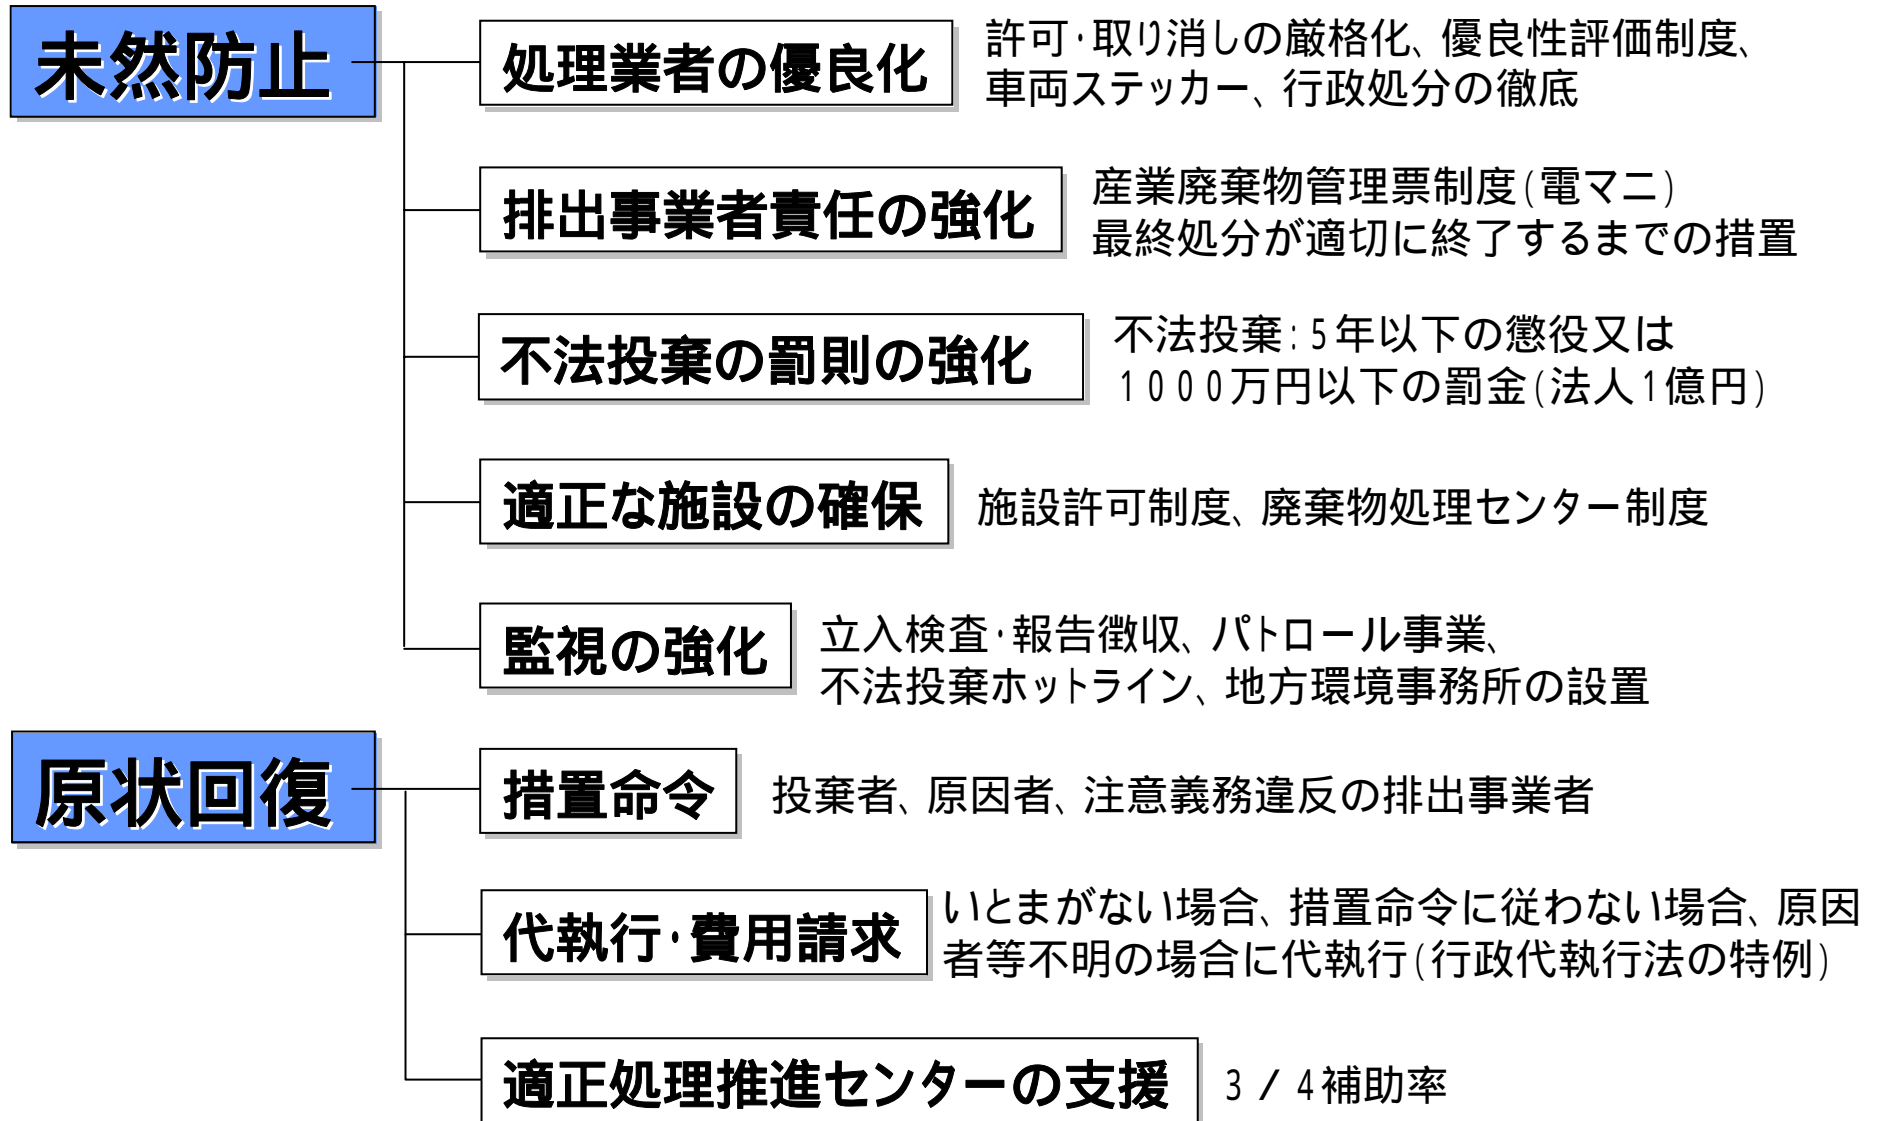 未然防止
処理業者の優良化
許可・取り消しの厳格化、優良性評価制度、
車両ステッカー、行政処分の徹底
排出事業者責任の強化
産業廃棄物管理票制度(電マニ)
最終処分が適切に終了するまでの措置
不法投棄の罰則の強化
不法投棄:5年以下の懲役又は
1000万円以下の罰金(法人1億円)
適正な施設の確保
施設許可制度、廃棄物処理センター制度
監視の強化
立入検査・報告徴収、パトロール事業、
不法投棄ホットライン、地方環境事務所の設置
原状回復
措置命令
投棄者、原因者、注意義務違反の排出事業者
代執行・費用請求
いとまがない場合、措置命令に従わない場合、原因
者等不明の場合に代執行(行政代執行法の特例)
適正処理推進センターの支援
3/4補助率